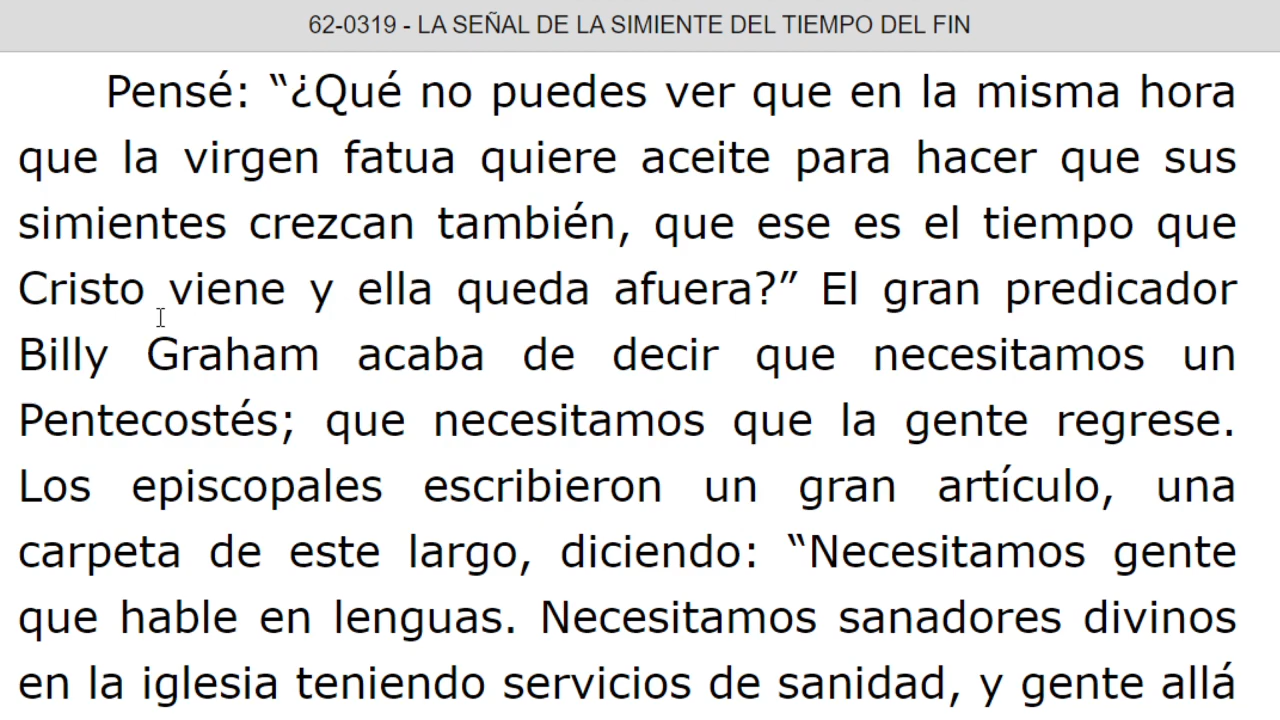 62-0319 - LA SEÑAL DE LA SIMIENTE DEL TIEMPO DEL FIN
Pensé: “¿Qué no puedes ver que en la misma hora
que la virgen fatua quiere aceite para hacer que sus
simientes crezcan también, que ese es el tiempo que
Cristo viene y ella queda afuera?” El gran predicador
Billy Graham acaba de decir que necesitamos un
Pentecostés; que necesitamos que la gente regrese.
Los episcopales escribieron un gran artículo, una
carpeta de este largo, diciendo: “Necesitamos gente
que hable en lenguas. Necesitamos sanadores divinos
en la iglesia teniendo servicios de sanidad, y gente allá